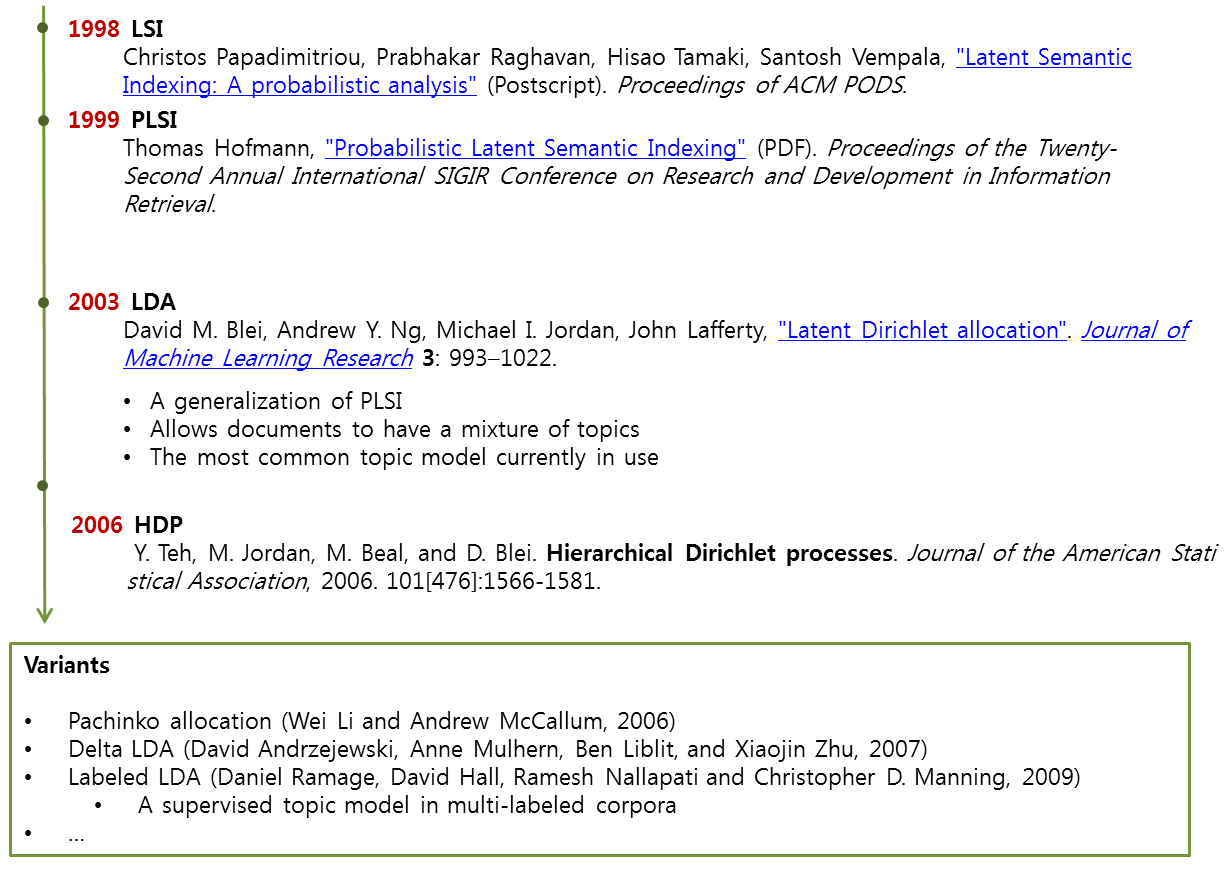 1998 LSI
Christos Papadimitriou, Prabhakar Raghavan, Hisao Tamaki, Santosh Vempala, "Latent Semantic
Indexing: A probabilistic analysis" (Postscript). Proceedings of ACM PODS.
1999 PLSI
Thomas Hofmann, "Probabilistic Latent Semantic Indexing" (PDF). Proceedings of the Twenty-
Second Annual International SIGIR Conference on Research and Development in Information
Retrieval.
2003 LDA
David M. Blei, Andrew Y. Ng, Michael I. Jordan, John Lafferty, "Latent Dirichlet allocation". Journal of
Machine Learning Research 3: 993–1022.
• A generalization of PLSI
• Allows documents to have a mixture of topics
• The most common topic model currently in use
2006 HDP
Y. Teh, M. Jordan, M. Beal, and D. Blei. Hierarchical Dirichlet processes. Journal of the American Stati
stical Association, 2006. 101[476]:1566-1581.
Variants
• Pachinko allocation (Wei Li and Andrew McCallum, 2006)
• Delta LDA (David Andrzejewski, Anne Mulhern, Ben Liblit, and Xiaojin Zhu, 2007)
• Labeled LDA (Daniel Ramage, David Hall, Ramesh Nallapati and Christopher D. Manning, 2009)
• A supervised topic model in multi-labeled corpora
• ...